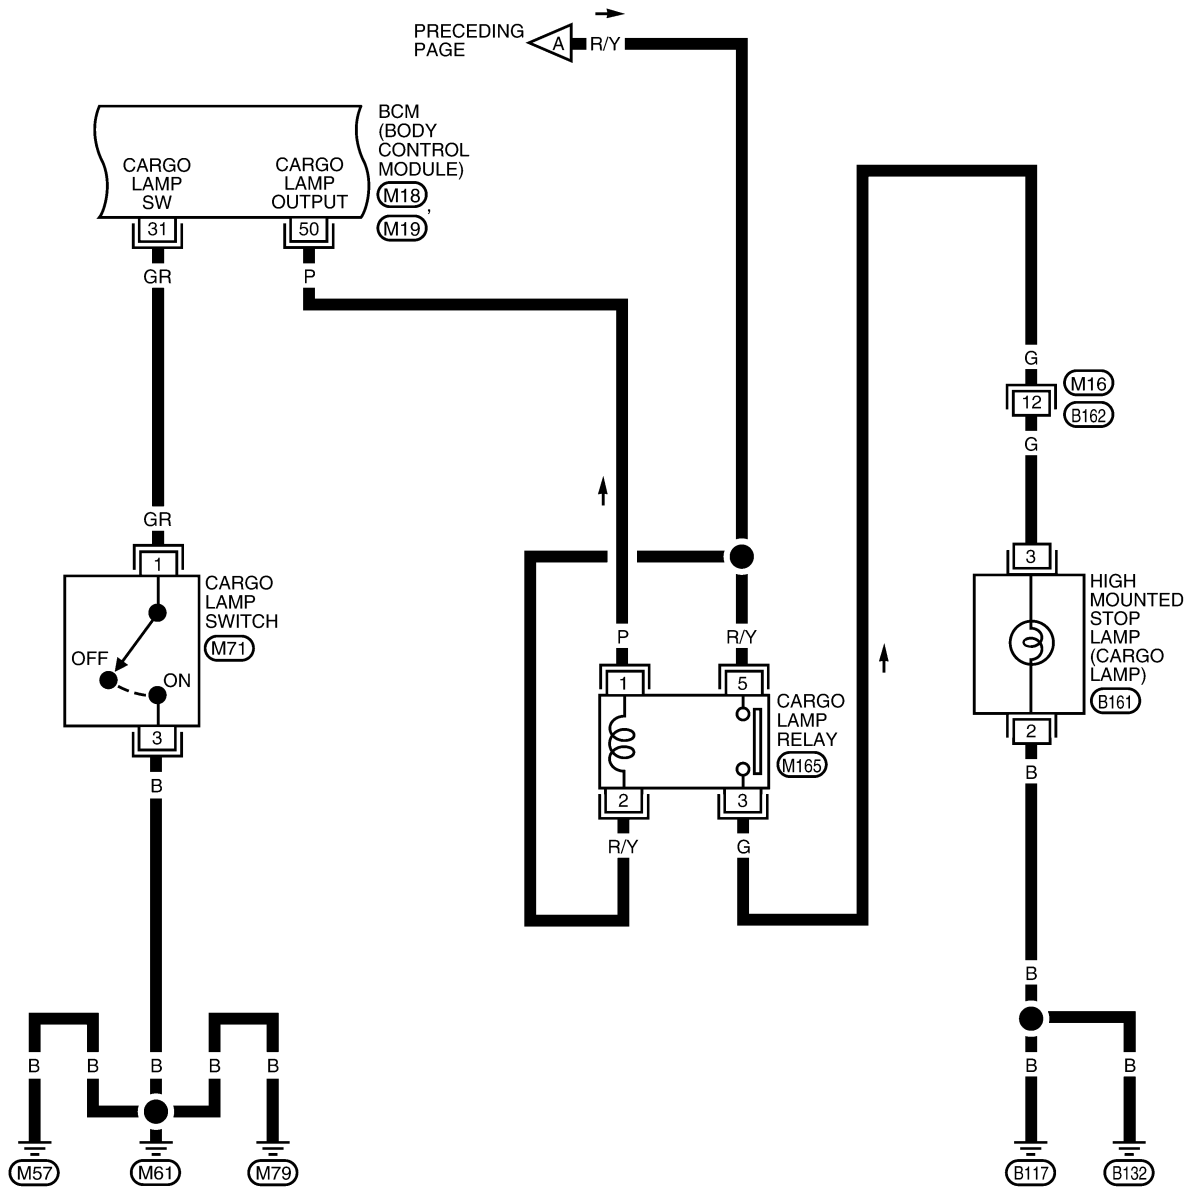 PRECEDING
PAGE
A
R/Y
BCM
(BODY
CONTROL
MODULE)
M18
,
M19
CARGO
LAMP
SW
CARGO
LAMP
OUTPUT
31
50
GR
P
G
M16
12
B162
G
GR
1
3
CARGO
LAMP
SWITCH
M71
OFF
ON
3
B
P
R/Y
1
5
CARGO
LAMP
RELAY
M165
2
3
R/Y
G
HIGH
MOUNTED
STOP
LAMP
(CARGO
LAMP)
B161
2
B
B
B
B
B
B
B
B
B
M57
M61
M79
B117
B132